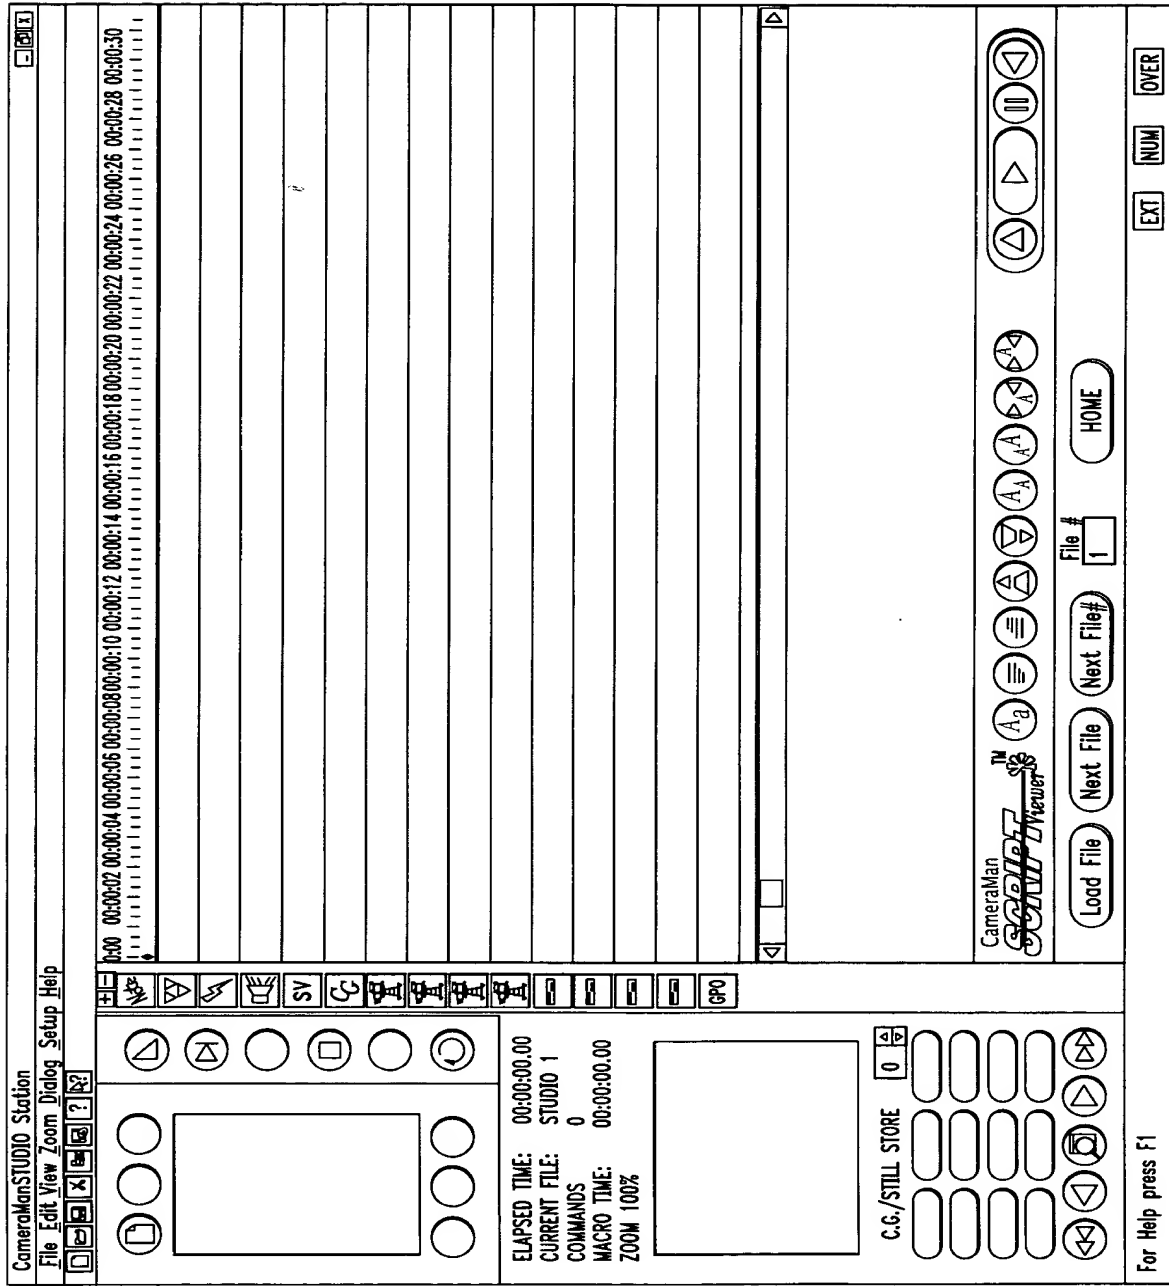 CameraManSTUDIO Station
File Edit View Zoom Dialog Setup Help
?
?
+ -
0:00 00:00:02 00:00:04 00:00:06 00:00:08 00:00:10 00:00:12 00:00:14 00:00:16 00:00:18 00:00:20 00:00:22 00:00:24 00:00:26 00:00:28 00:00:30
Note
SV
CG
GPO
ELAPSED TIME: 00:00:00.00
CURRENT FILE: STUDIO 1
COMMANDS 0
MACRO TIME: 00:00:00.00
ZOOM 100%
C.G./STILL STORE 0
CameraMan
SCRIPT Viewer TM
Aa
AA
AA
A
A
Load File
Next File
Next File#
File #
1
HOME
For Help press F1
EXT
NUM
OVER